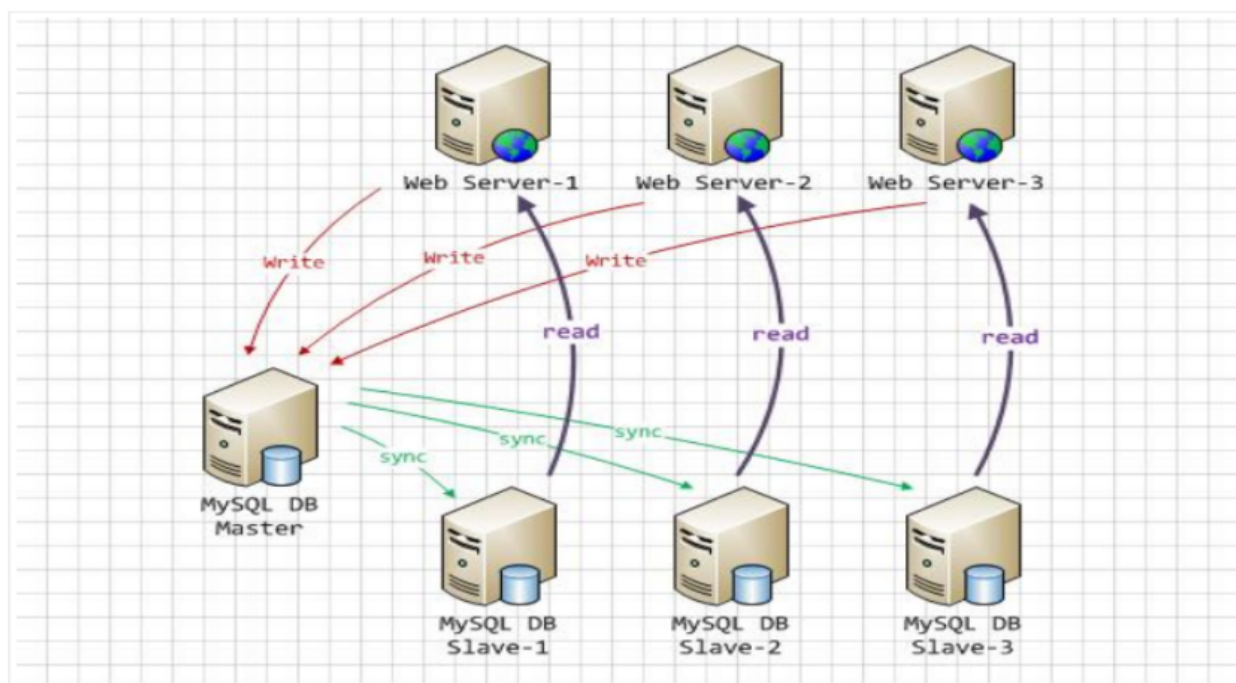 Web Server-1
Web Server-2
Web Server-3
Write
Write
Write
read
read
read
sync
sync
sync
MySQL DB
Master
MySQL DB
Slave-1
MySQL DB
Slave-2
MySQL DB
Slave-3